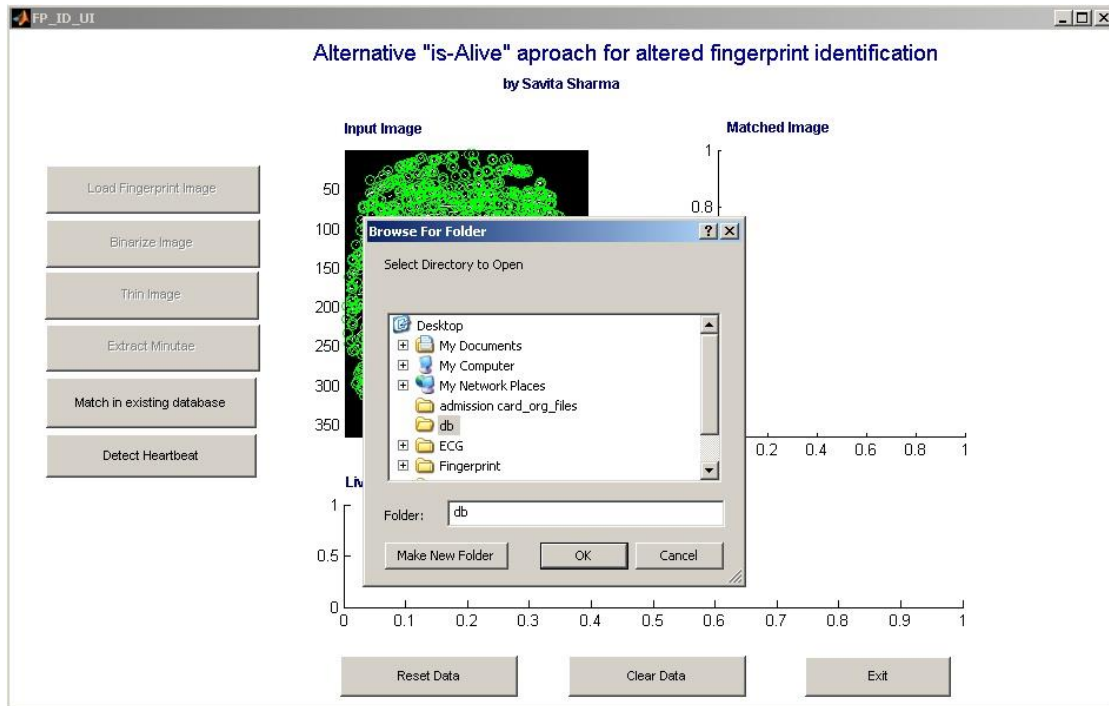 FP_ID_UI
Alternative "is-Alive" aproach for altered fingerprint identification
by Savita Sharma
Input Image
Matched Image
Load Fingerprint Image
Binarize Image
Thin Image
Extract Minutae
Match in existing database
Detect Heartbeat
50
100
150
200
250
300
350
1
0.8
0.2 0.4 0.6 0.8 1
Browse For Folder
Select Directory to Open
Desktop
My Documents
My Computer
My Network Places
admission card_org_files
db
ECG
Fingerprint
Folder: db
Make New Folder OK Cancel
1
0.5
0
0 0.1 0.2 0.3 0.4 0.5 0.6 0.7 0.8 0.9 1
Reset Data Clear Data Exit